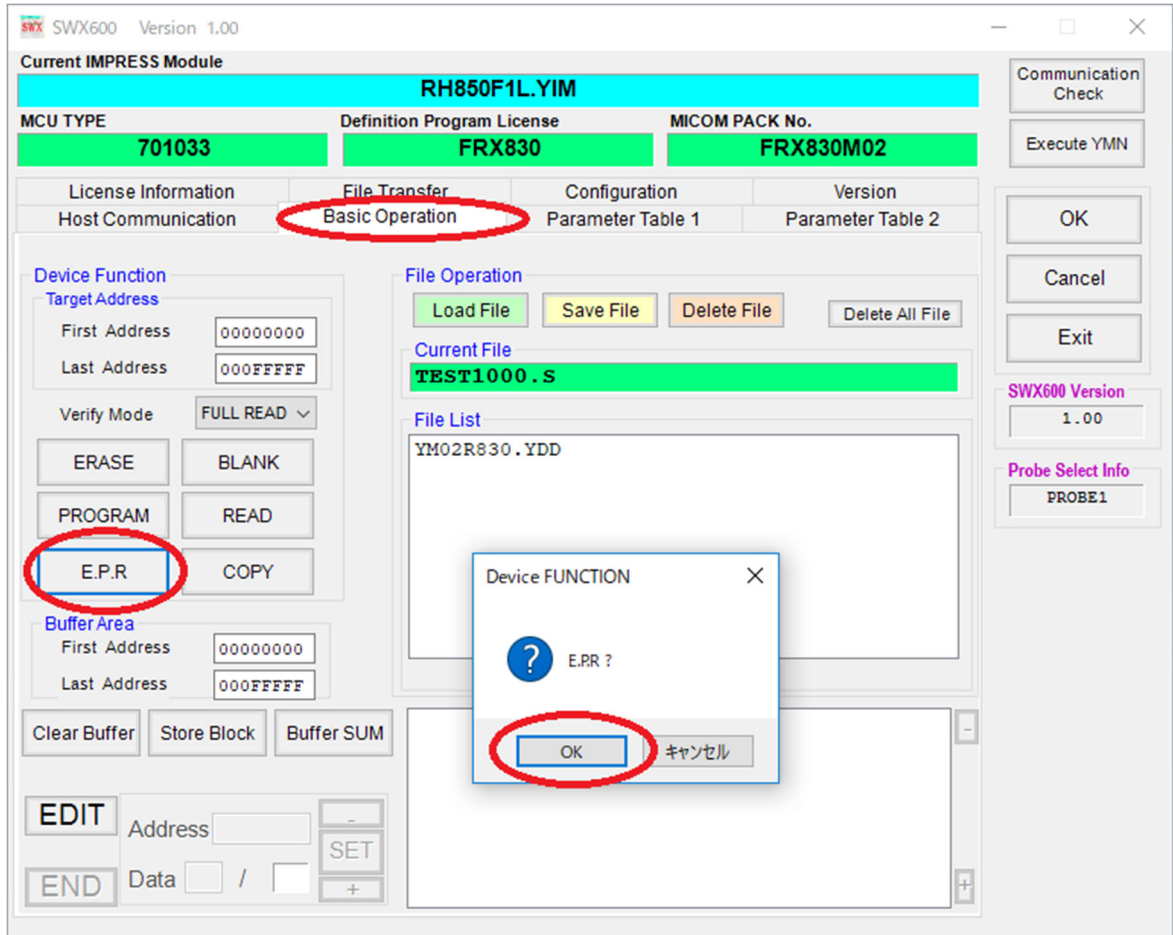 SWX SWX600 Version 1.00
Current IMPRESS Module
RH850F1L.YIM
MCU TYPE Definition Program License MICOM PACK No.
701033 FRX830 FRX830M02
Communication
Check
Execute YMN
License Information File Transfer Configuration Version
Host Communication Basic Operation Parameter Table 1 Parameter Table 2
OK
Cancel
Exit
SWX600 Version
1.00
Probe Select Info
PROBE1
Device Function
Target Address
First Address 00000000
Last Address 000FFFFF
Verify Mode FULL READ
ERASE BLANK
PROGRAM READ
E.P.R COPY
Buffer Area
First Address 00000000
Last Address 000FFFFF
Clear Buffer Store Block Buffer SUM
EDIT Address -
SET
END Data / +
File Operation
Load File Save File Delete File Delete All File
Current File
TEST1000.S
File List
YM02R830.YDD
Device FUNCTION
? E.P.R ?
OK キャンセル
-
+